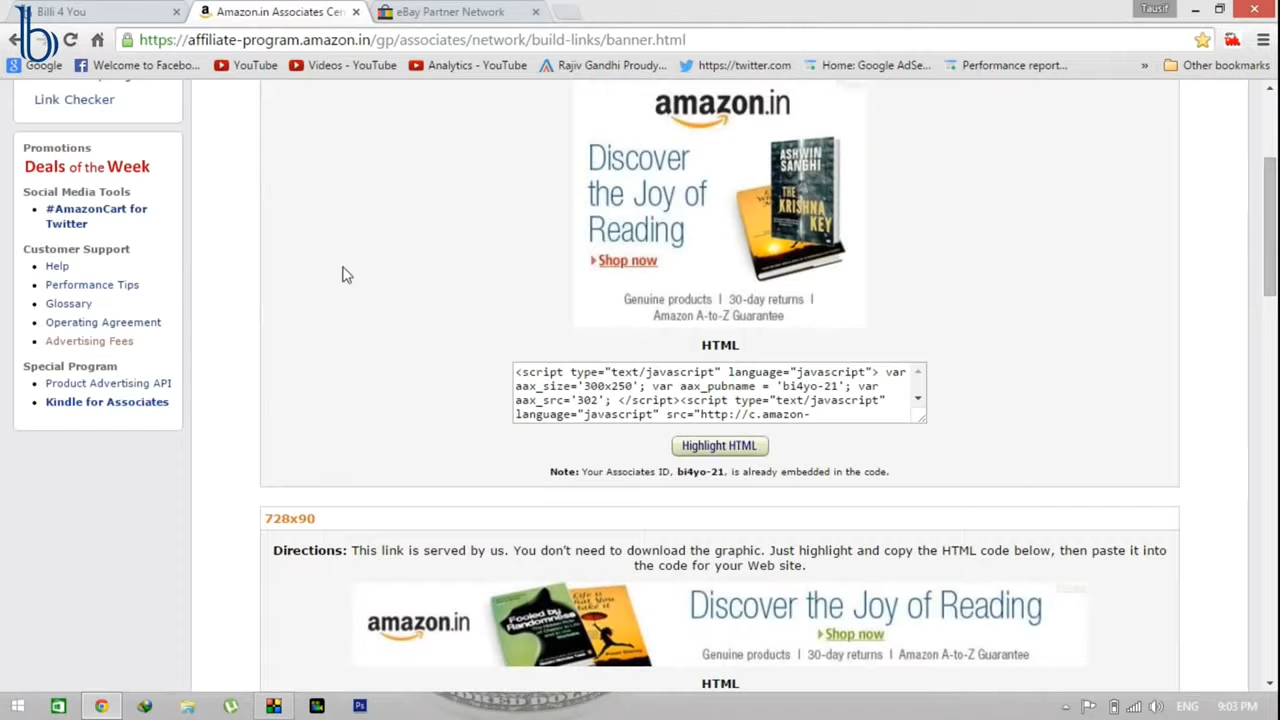 Billi 4 You
Amazon.in Associates Cen
eBay Partner Network
Tausif
b
https://affiliate-program.amazon.in/gp/associates/network/build-links/banner.html
Google
Welcome to Facebo...
YouTube
Videos - YouTube
Analytics - YouTube
Rajiv Gandhi Proudy...
https://twitter.com
Home: Google AdSe...
Performance report...
»
Other bookmarks
Link Checker
Promotions
Deals of the Week
Social Media Tools
#AmazonCart for
Twitter
Customer Support
Help
Performance Tips
Glossary
Operating Agreement
Advertising Fees
Special Program
Product Advertising API
Kindle for Associates
amazon.in
Discover
the Joy of
Reading
Shop now
ASHWIN
SANGHI
THE
KRISHNA
KEY
Genuine products | 30-day returns |
Amazon A-to-Z Guarantee
HTML
<script type="text/javascript" language="javascript"> var
aax_size='300x250'; var aax_pubname = 'bi4yo-21'; var
aax_src='302'; </script><script type="text/javascript"
language="javascript" src="http://c.amazon-
Highlight HTML
Note: Your Associates ID, bi4yo-21, is already embedded in the code.
728x90
Directions: This link is served by us. You don't need to download the graphic. Just highlight and copy the HTML code below, then paste it into
the code for your Web site.
amazon.in
Fooled by
Randomness
Life is
What You
Make it
Discover the Joy of Reading
Shop now
Genuine products | 30-day returns | Amazon A-to-Z Guarantee
HTML
Ps
ENG
9:03 PM